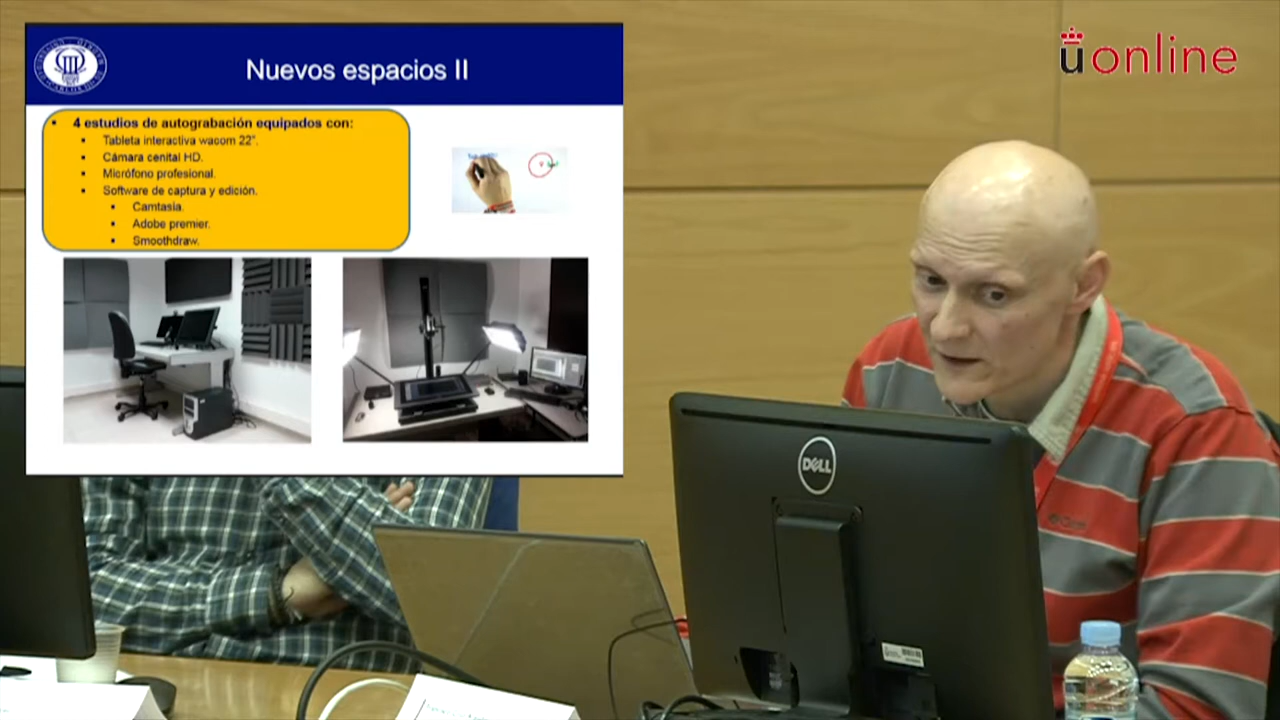 Nuevos espacios II
uonline
4 estudios de autograbación equipados con:
Tableta interactiva wacom 22".
Cámara cenital HD.
Micrófono profesional.
Software de captura y edición.
Camtasia.
Adobe premier.
Smoothdraw.
DELL